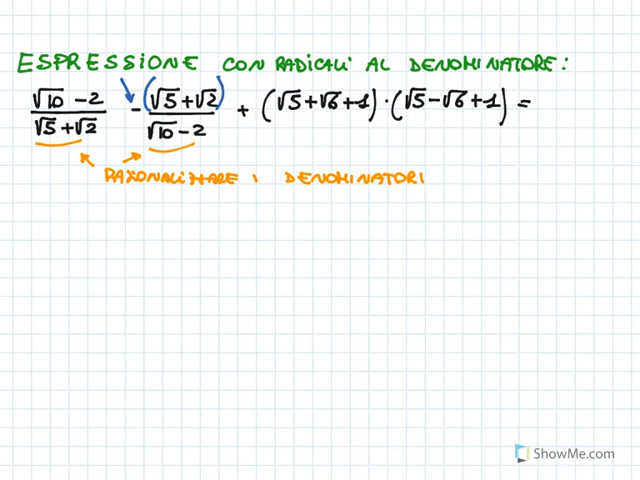 ESPRESSIONE CON RADICALI AL DENOMINATORE:
(√10 - 2)/(√5 + √2) - (√5 + √2)/(√10 - 2) + (√5 + √6 + 1) · (√5 - √6 + 1) =
RAZIONALIZZARE I DENOMINATORI
ShowMe.com